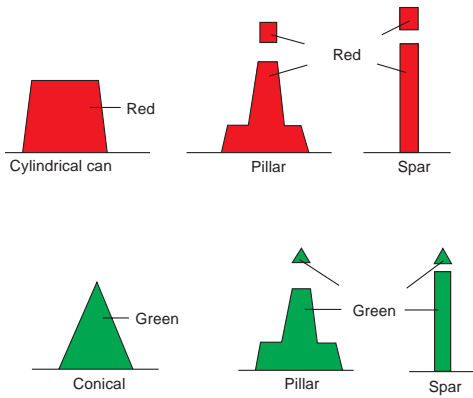 Red
Red
Cylindrical can
Pillar
Spar
Green
Green
Conical
Pillar
Spar